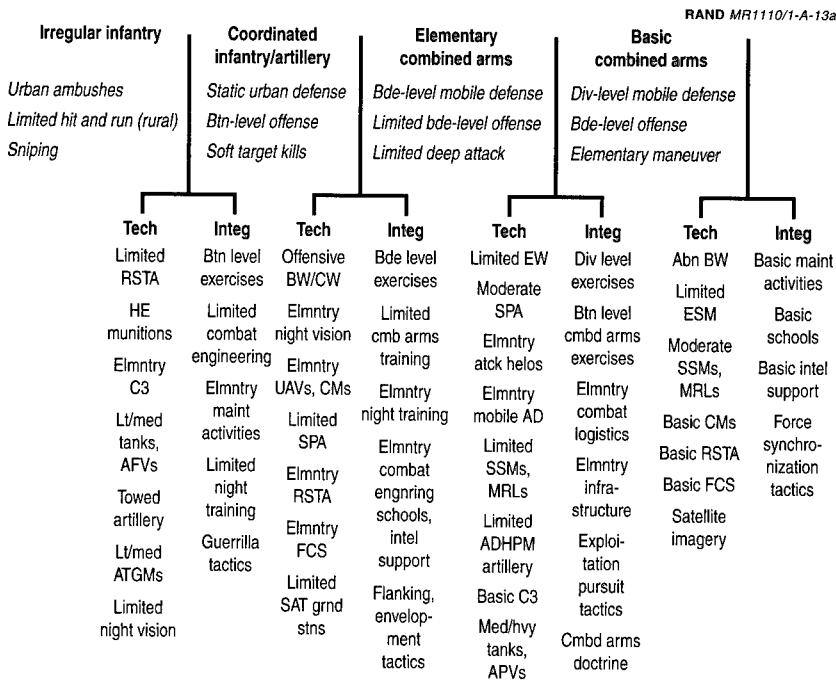 RAND MR1110/1-A-13a
Irregular infantry
Urban ambushes
Limited hit and run (rural)
Sniping
Coordinated
infantry/artillery
Static urban defense
Btn-level offense
Soft target kills
Elementary
combined arms
Bde-level mobile defense
Limited bde-level offense
Limited deep attack
Basic
combined arms
Div-level mobile defense
Bde-level offense
Elementary maneuver
Tech
Limited
RSTA
HE
munitions
Elmntry
C3
Lt/med
tanks,
AFVs
Towed
artillery
Lt/med
ATGMs
Limited
night vision
Integ
Btn level
exercises
Limited
combat
engineering
Elmntry
maint
activities
Limited
night
training
Guerrilla
tactics
Tech
Offensive
BW/CW
Elmntry
night vision
Elmntry
UAVs, CMs
Limited
SPA
Elmntry
RSTA
Elmntry
FCS
Limited
SAT grnd
stns
Integ
Bde level
exercises
Limited
cmb arms
training
Elmntry
night training
Elmntry
combat
engnring
schools,
intel
support
Flanking,
envelop-
ment
tactics
Tech
Limited EW
Moderate
SPA
Elmntry
atck helos
Elmntry
mobile AD
Limited
SSMs,
MRLs
Limited
ADHPM
artillery
Basic C3
Med/hvy
tanks,
APVs
Integ
Div level
exercises
Btn level
cmbd arms
exercises
Elmntry
combat
logistics
Elmntry
infra-
structure
Exploi-
tation
pursuit
tactics
Cmbd arms
doctrine
Tech
Abn BW
Limited
ESM
Moderate
SSMs,
MRLs
Basic CMs
Basic RSTA
Basic FCS
Satellite
imagery
Integ
Basic maint
activities
Basic
schools
Basic intel
support
Force
synchro-
nization
tactics